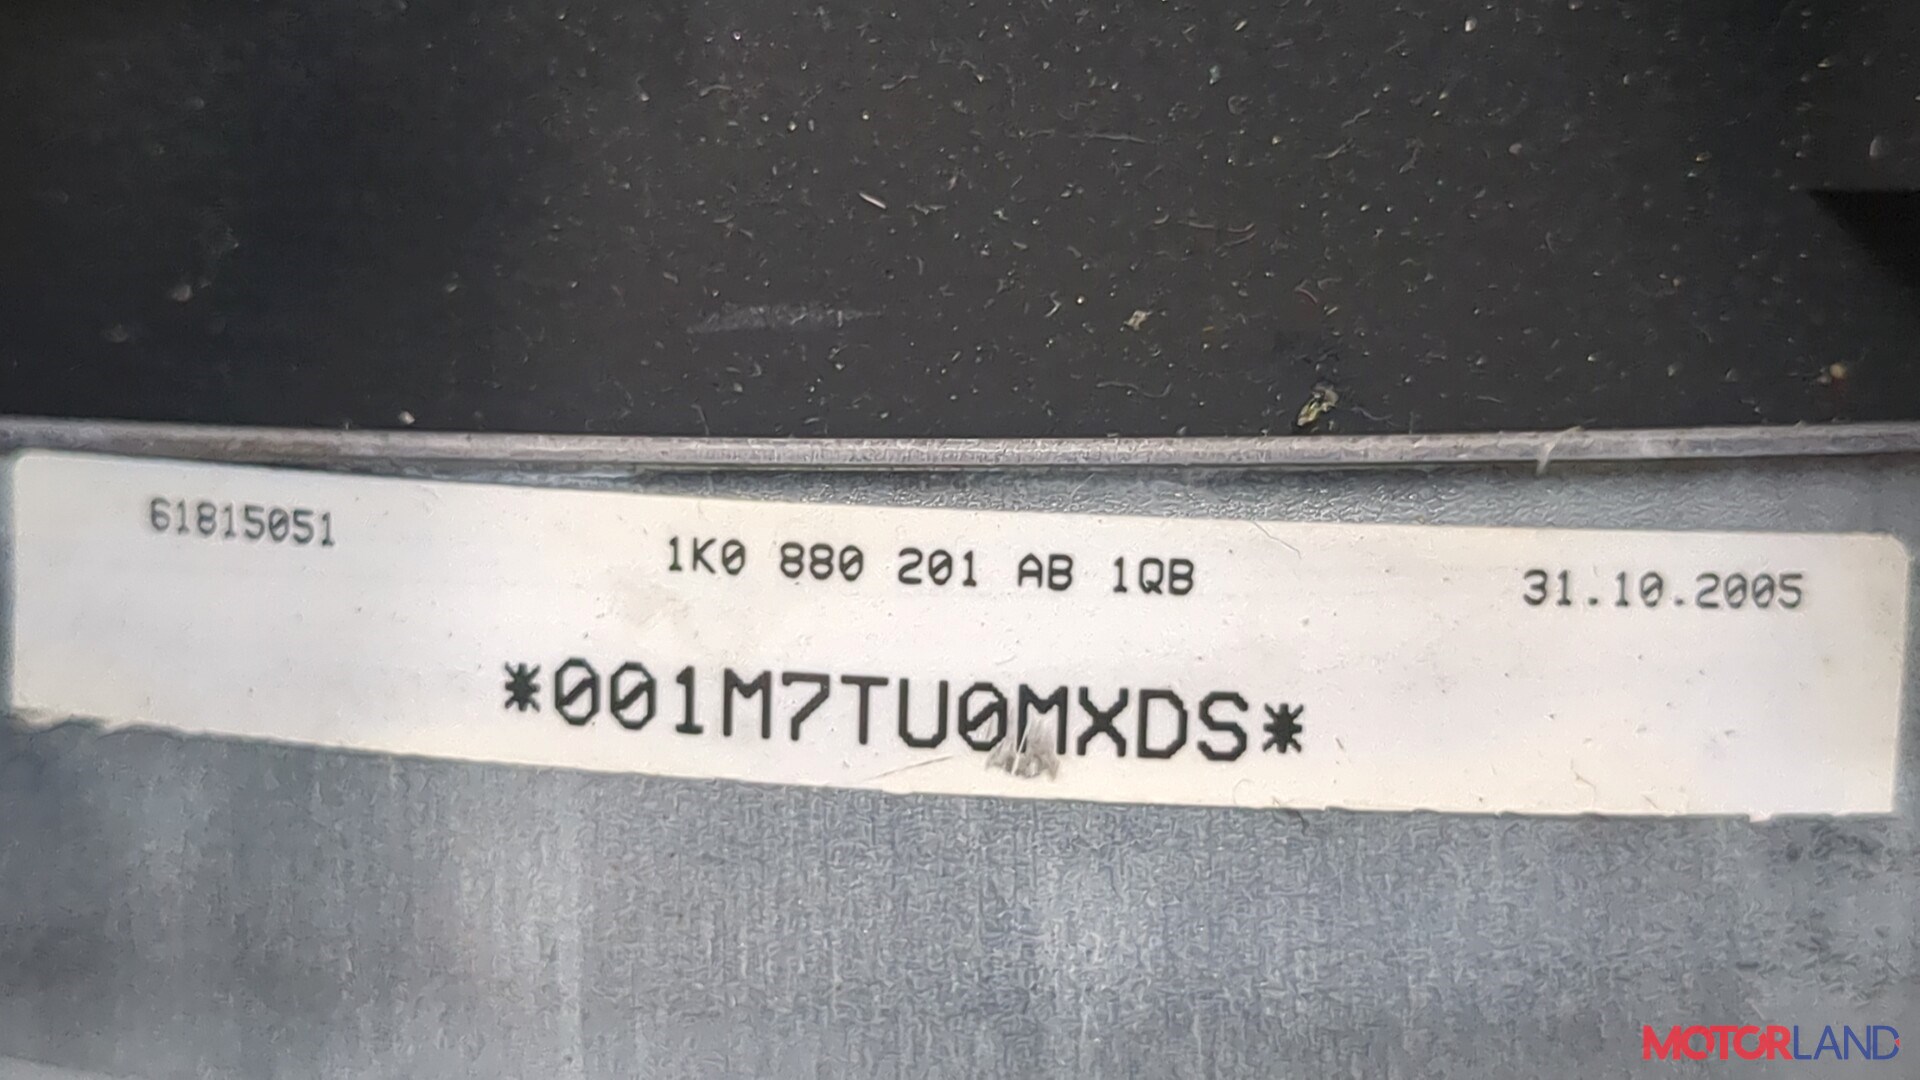 61815051
1K0 880 201 AB 1QB
31.10.2005
*001M7TU0MXDS*
MOTORLAND